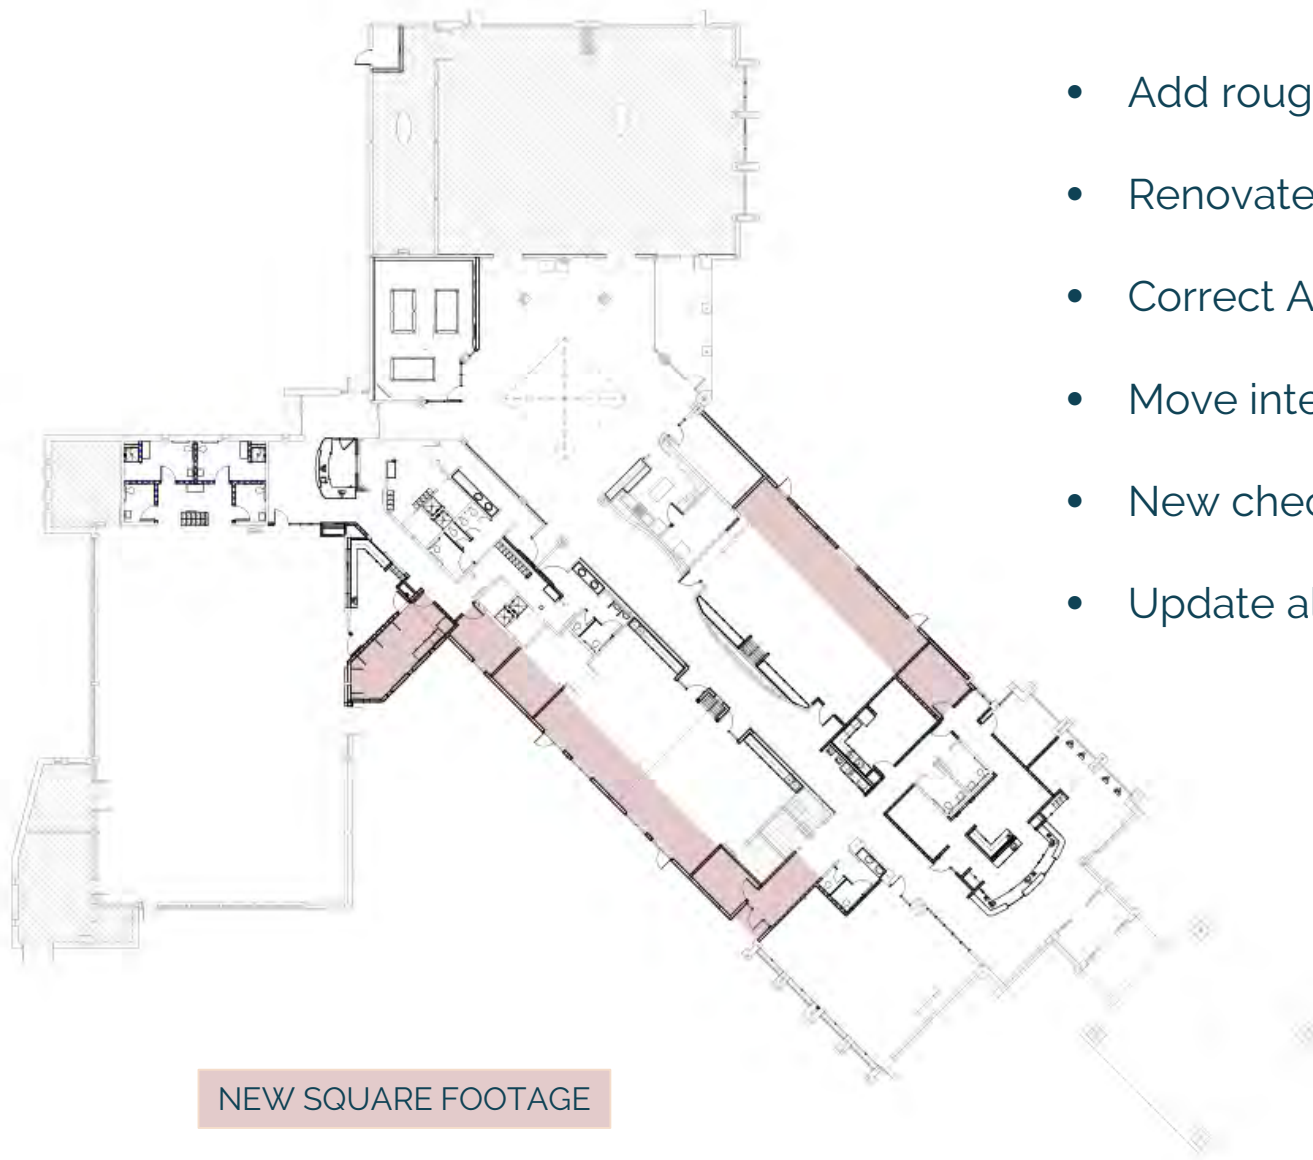 • Add roug
• Renovate
• Correct A
• Move inte
• New chec
• Update al
NEW SQUARE FOOTAGE